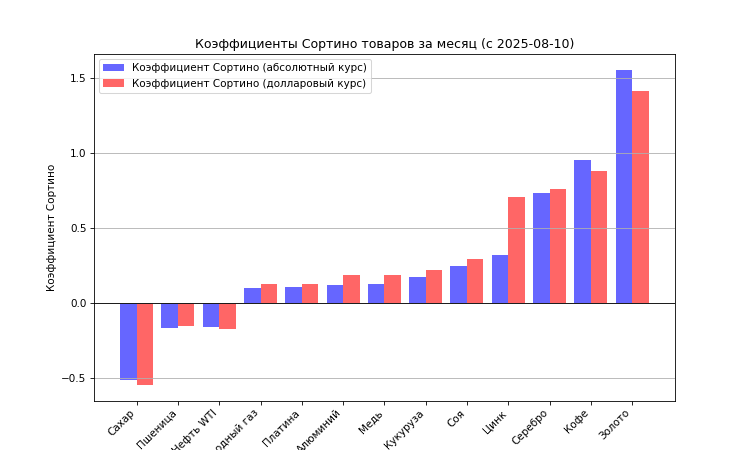 Коэффициенты Сортино товаров за месяц (с 2025-08-10)
Коэффициент Сортино (абсолютный курс)
Коэффициент Сортино (долларовый курс)
Коэффициент Сортино
1.5
1.0
0.5
0.0
−0.5
Сахар
Пшеница
Нефть WTI
одный газ
Платина
Алюминий
Медь
Кукуруза
Соя
Цинк
Серебро
Кофе
Золото